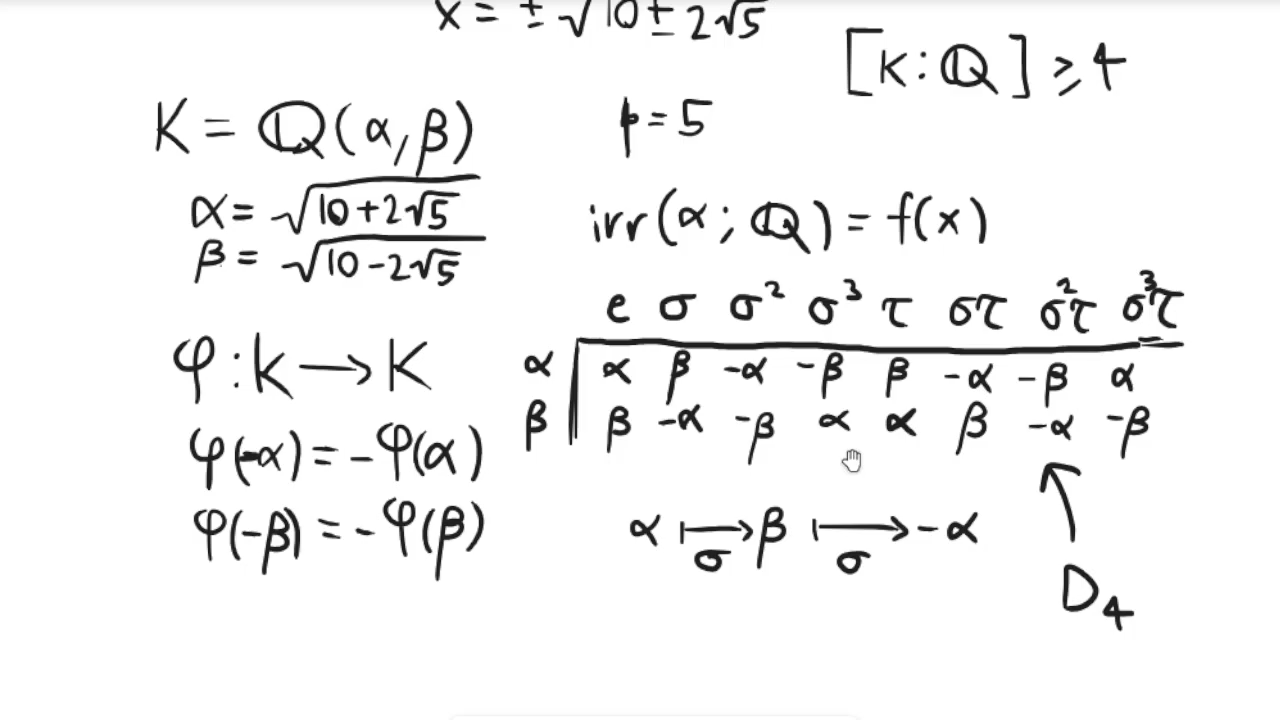 x = ± √10 ± 2√5
[K : ℚ] ≥ 4
K = ℚ(α, β)
p = 5
α = √10 + 2√5
β = √10 - 2√5
irr(α ; ℚ) = f(x)
e σ σ² σ³ τ στ σ²τ σ³τ
α α β -α -β β -α -β α
β β -α -β α α β -α -β
φ : K → K
φ(-α) = -φ(α)
φ(-β) = -φ(β)
α ↦ β ↦ -α
σ σ
D₄